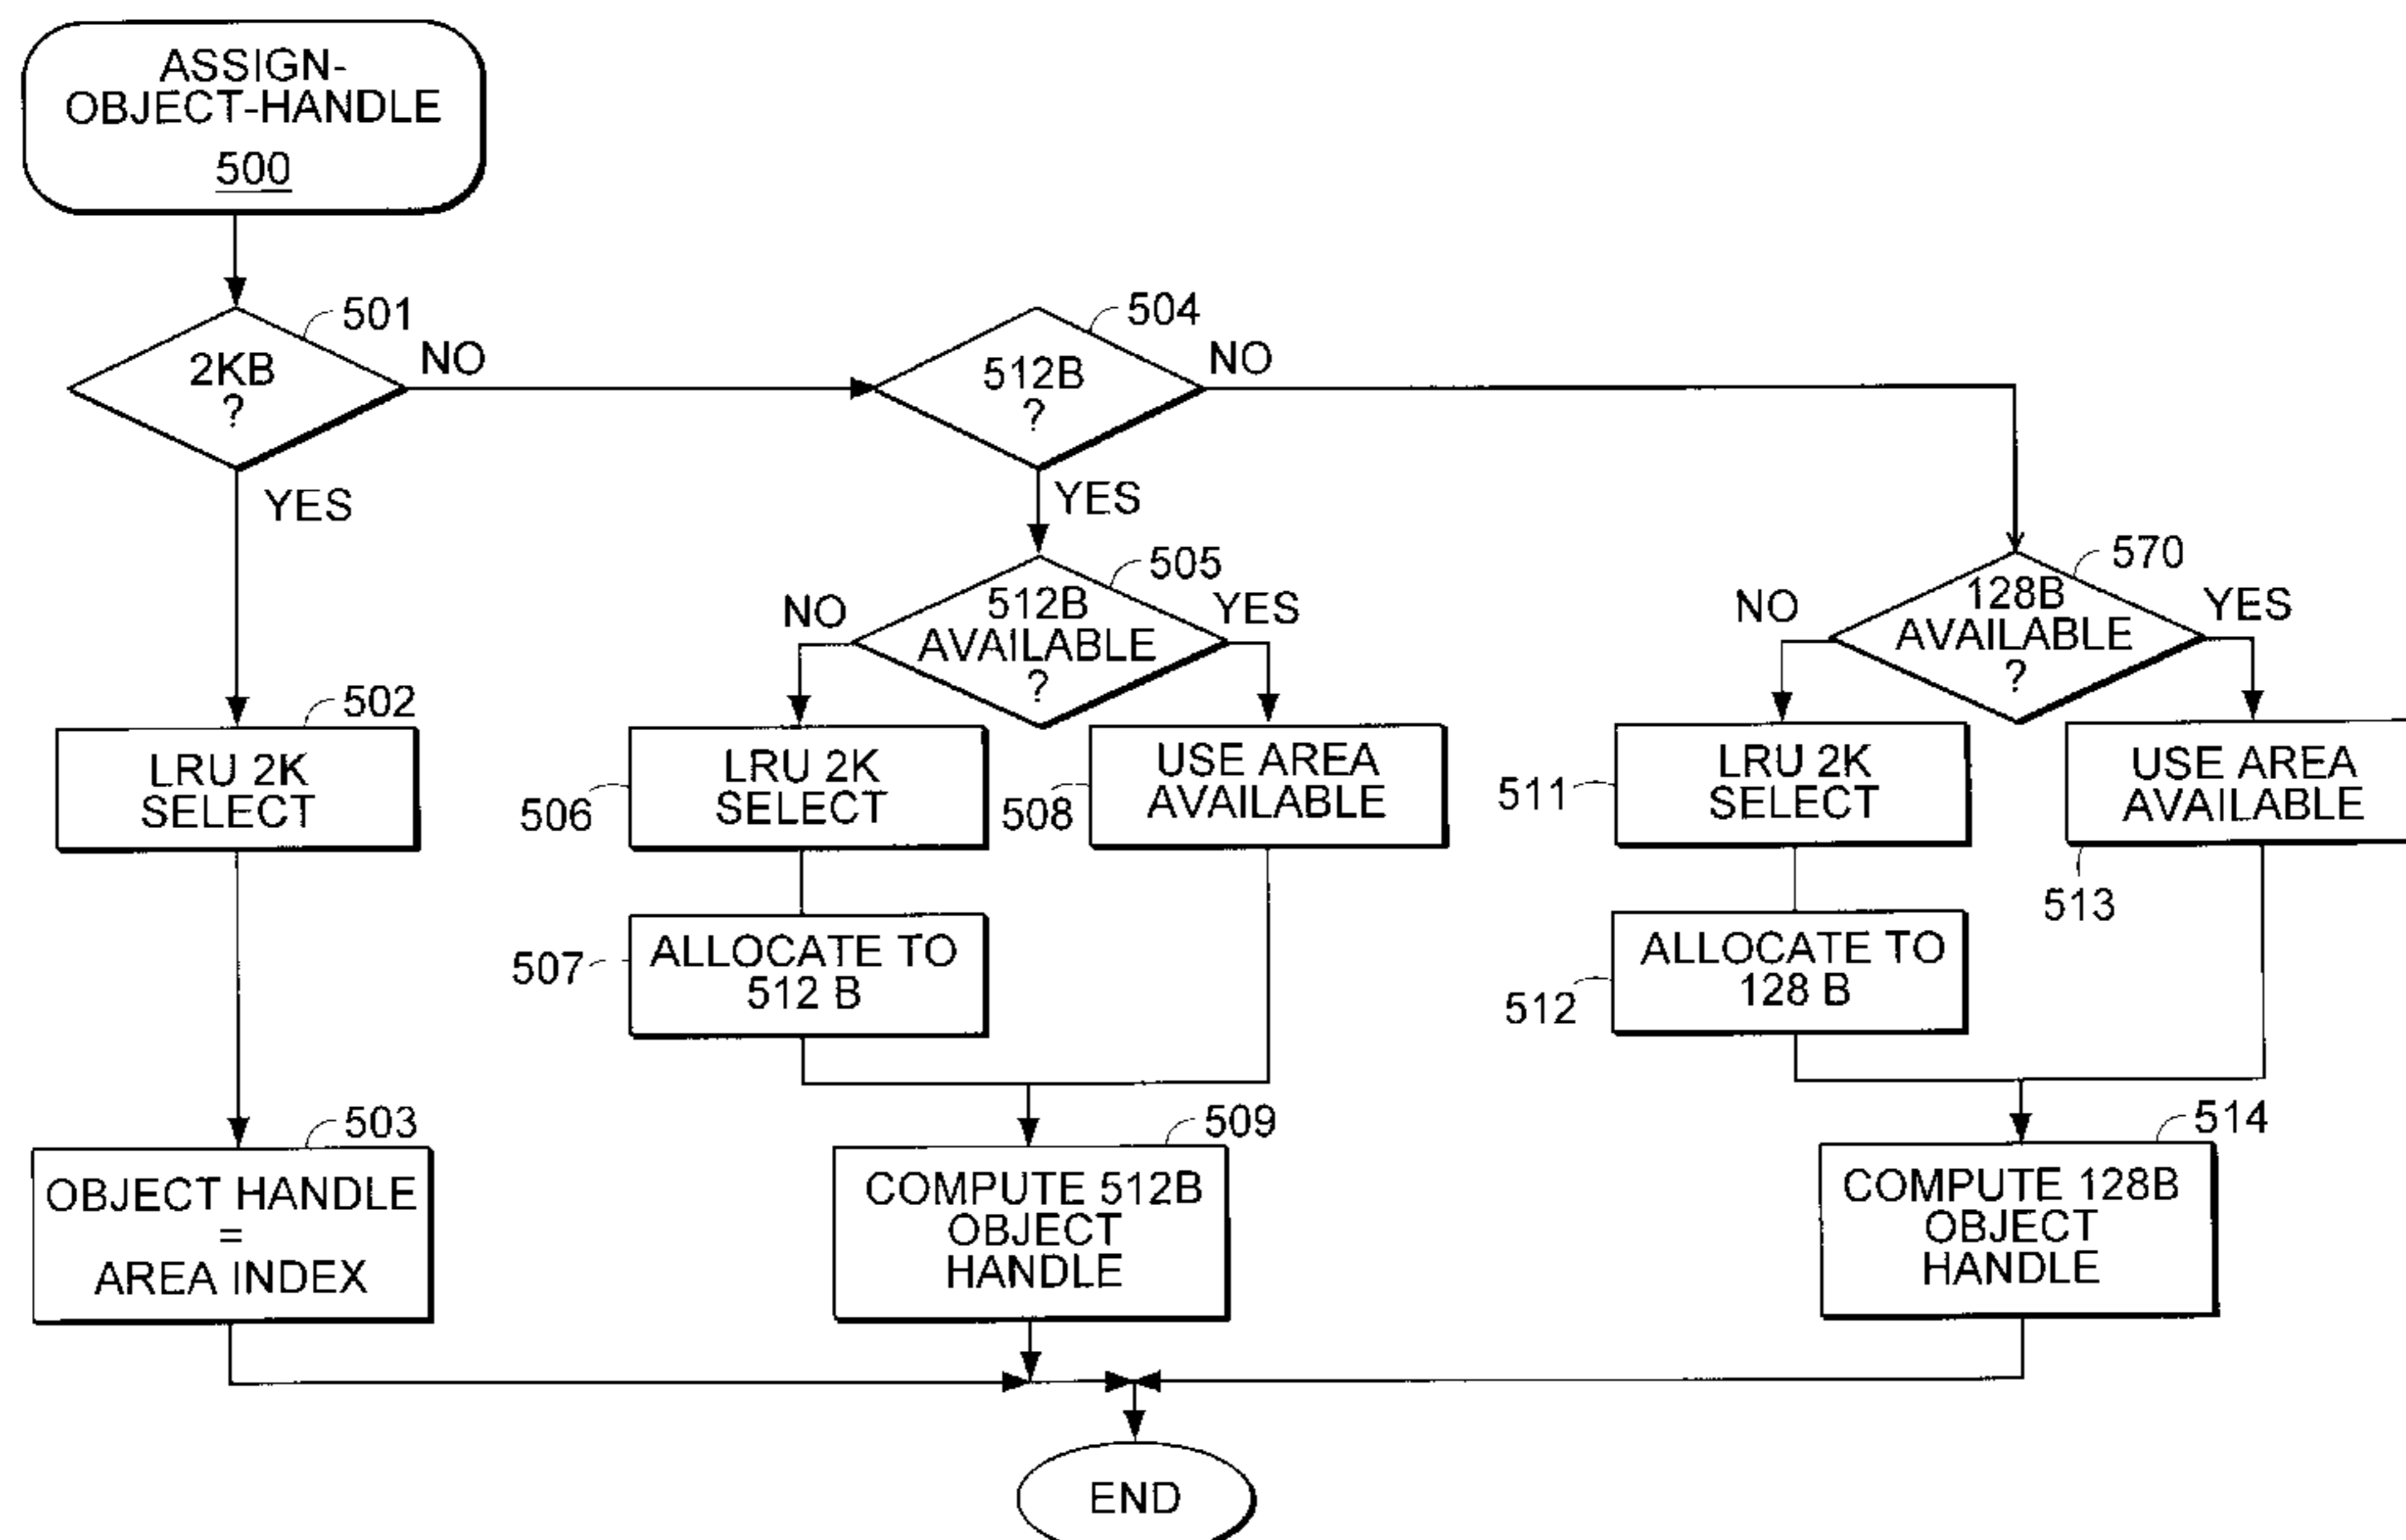 ASSIGN-
OBJECT-HANDLE
500
501
2KB
?
NO
YES
504
512B
?
NO
YES
505
512B
AVAILABLE
?
NO
YES
570
128B
AVAILABLE
?
NO
YES
502
LRU 2K
SELECT
506
LRU 2K
SELECT
508
USE AREA
AVAILABLE
511
LRU 2K
SELECT
USE AREA
AVAILABLE
513
507
ALLOCATE TO
512 B
512
ALLOCATE TO
128 B
503
OBJECT HANDLE
=
AREA INDEX
509
COMPUTE 512B
OBJECT
HANDLE
514
COMPUTE 128B
OBJECT
HANDLE
END